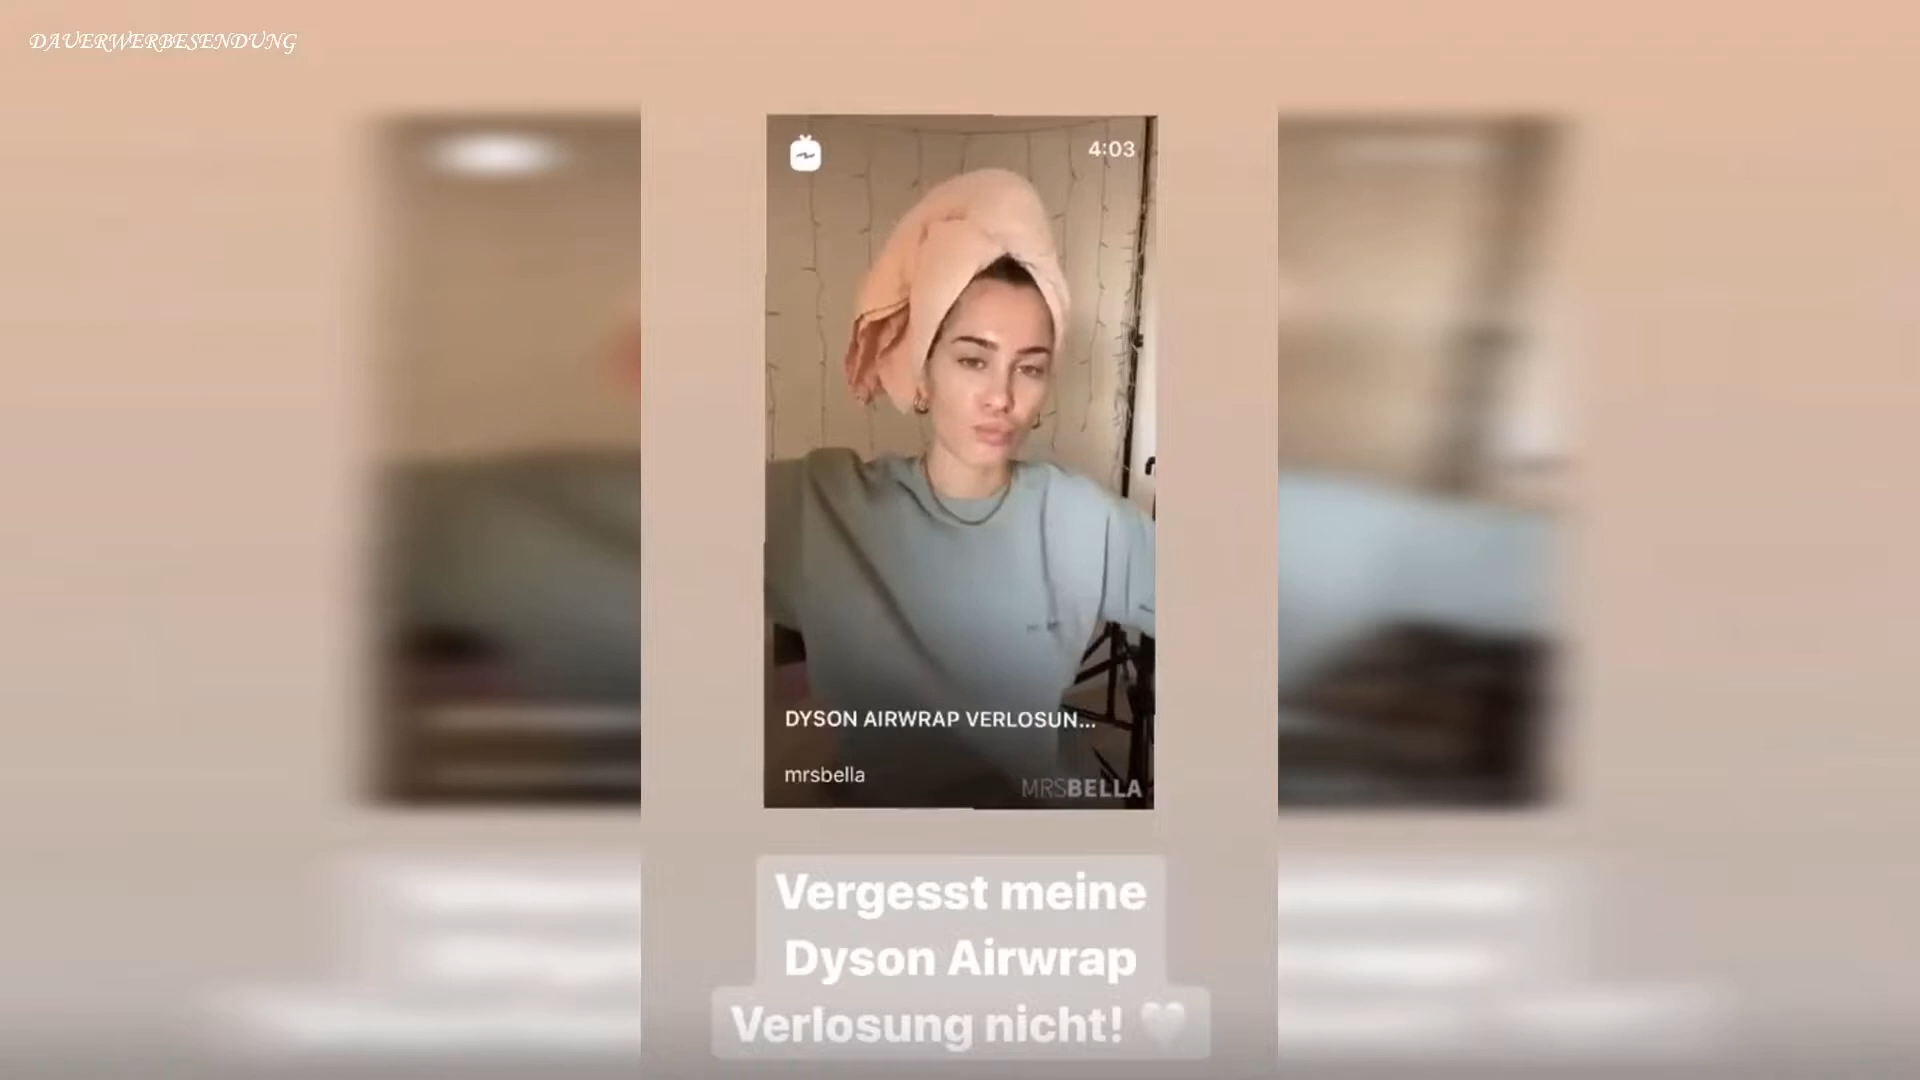 DAUERWERBESENDUNG
4:03
DYSON AIRWRAP VERLOSUN...
mrsbella
MRSBELLA
Vergesst meine
Dyson Airwrap
Verlosung nicht! 🤍